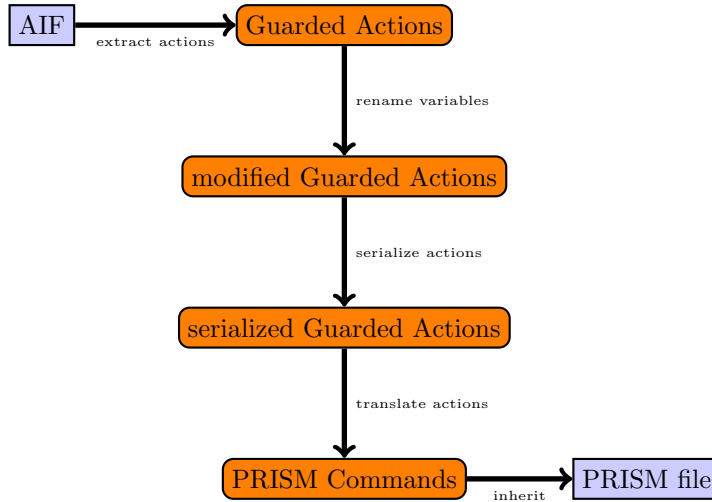 AIF
extract actions
Guarded Actions
rename variables
modified Guarded Actions
serialize actions
serialized Guarded Actions
translate actions
PRISM Commands
inherit
PRISM file